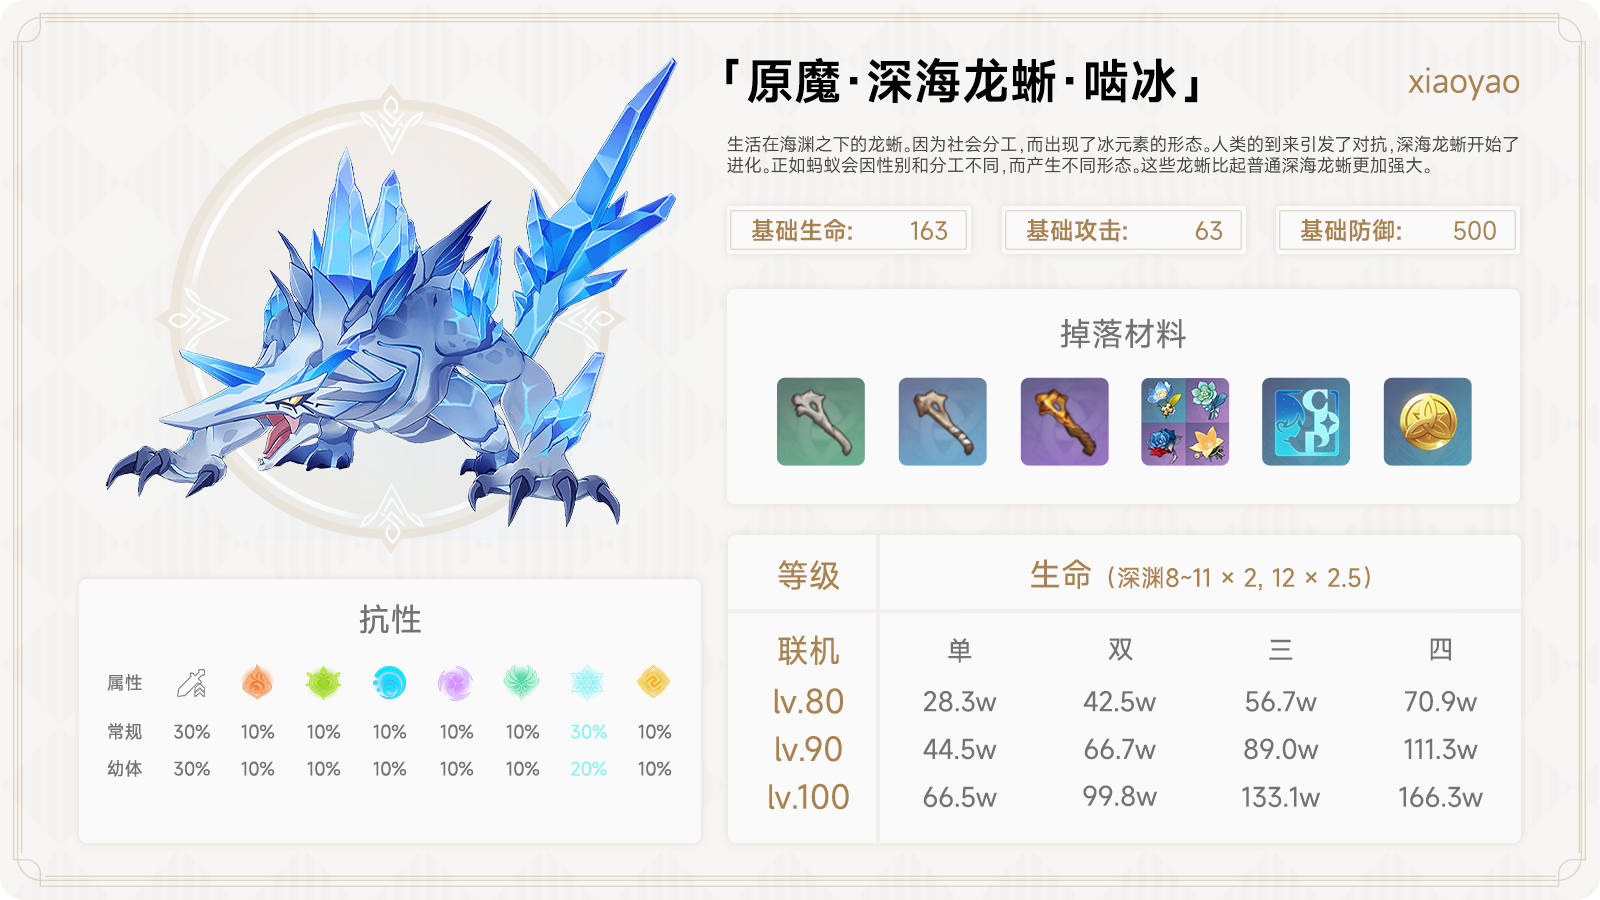 「原魔·深海龙蜥·啮冰」
xiaoyao
生活在海渊之下的龙蜥。因为社会分工,而出现了冰元素的形态。人类的到来引发了对抗,深海龙蜥开始了
进化。正如蚂蚁会因性别和分工不同,而产生不同形态。这些龙蜥比起普通深海龙蜥更加强大。
基础生命: 163
基础攻击: 63
基础防御: 500
掉落材料
等级 生命 (深渊8~11 × 2, 12 × 2.5)
联机 单 双 三 四
lv.80 28.3w 42.5w 56.7w 70.9w
lv.90 44.5w 66.7w 89.0w 111.3w
lv.100 66.5w 99.8w 133.1w 166.3w
抗性
属性
常规 30% 10% 10% 10% 10% 10% 30% 10%
幼体 30% 10% 10% 10% 10% 10% 20% 10%